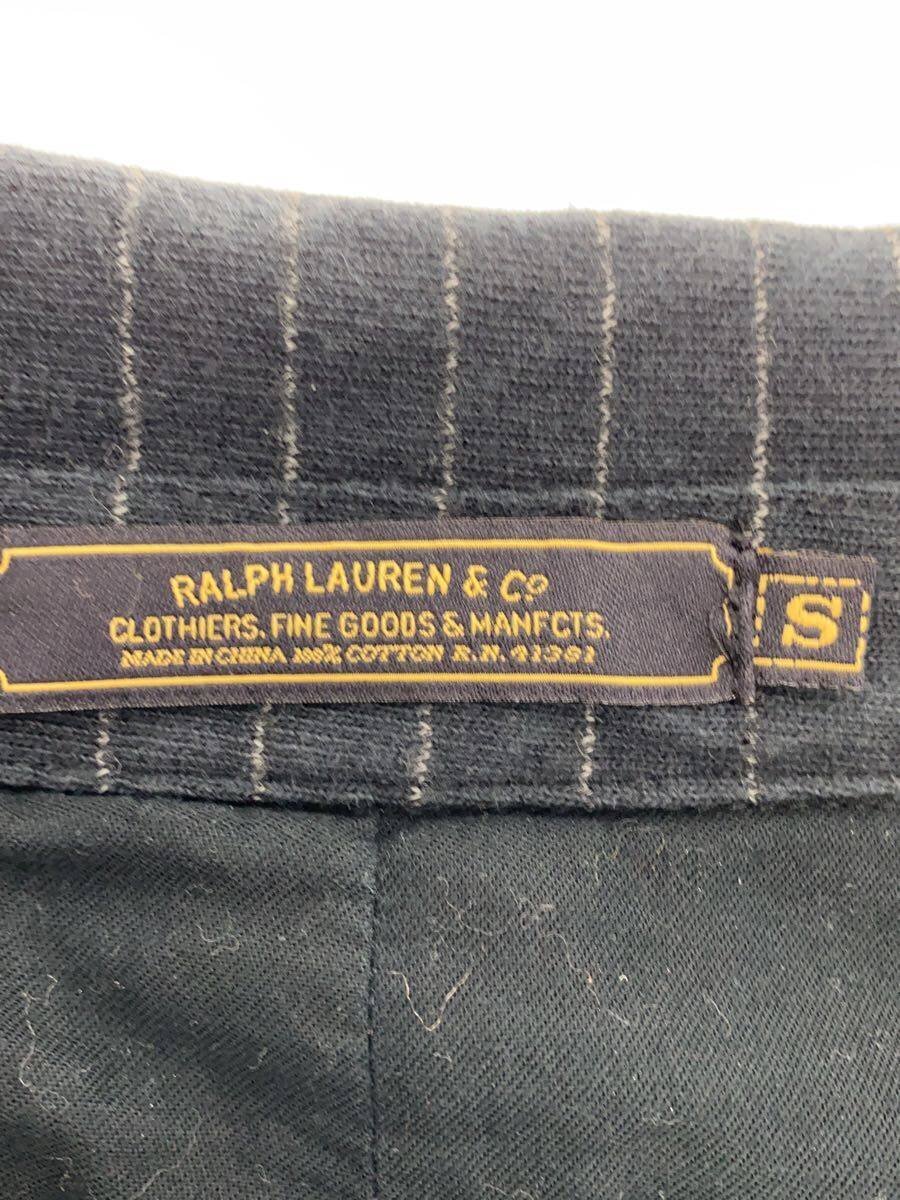 RALPH LAUREN & Co
CLOTHIERS. FINE GOODS & MANFCTS.
MADE IN CHINA 100% COTTON R.N. 41381
S